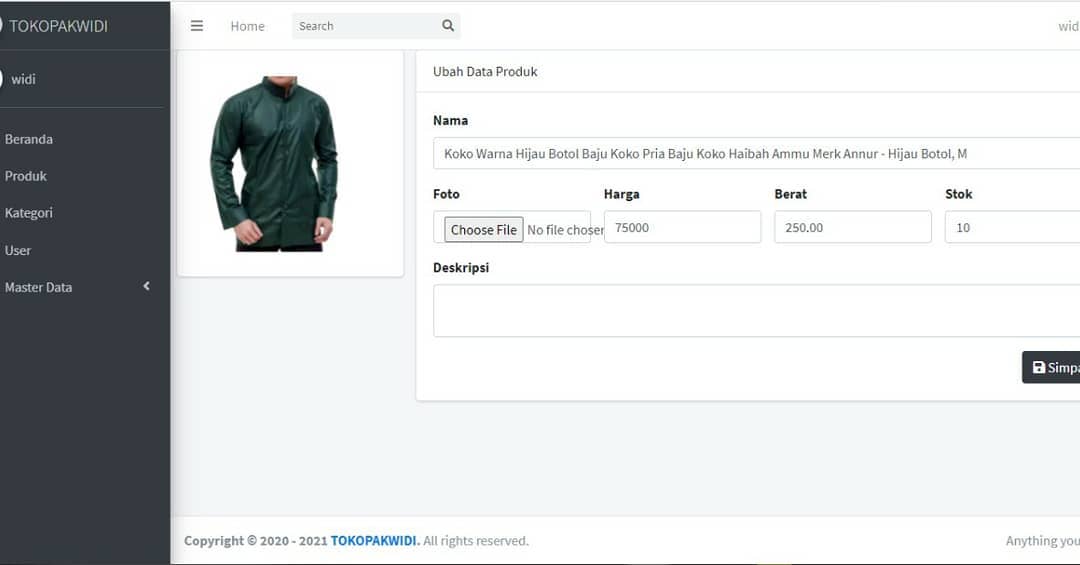 TOKOPAKWIDI
Home
Search
wid
widi
Beranda
Produk
Kategori
User
Master Data
Ubah Data Produk
Nama
Koko Warna Hijau Botol Baju Koko Pria Baju Koko Haibah Ammu Merk Annur - Hijau Botol, M
Foto Harga Berat Stok
Choose File No file chosen 75000 250.00 10
Deskripsi
Simpa
Copyright © 2020 - 2021 TOKOPAKWIDI. All rights reserved.
Anything you